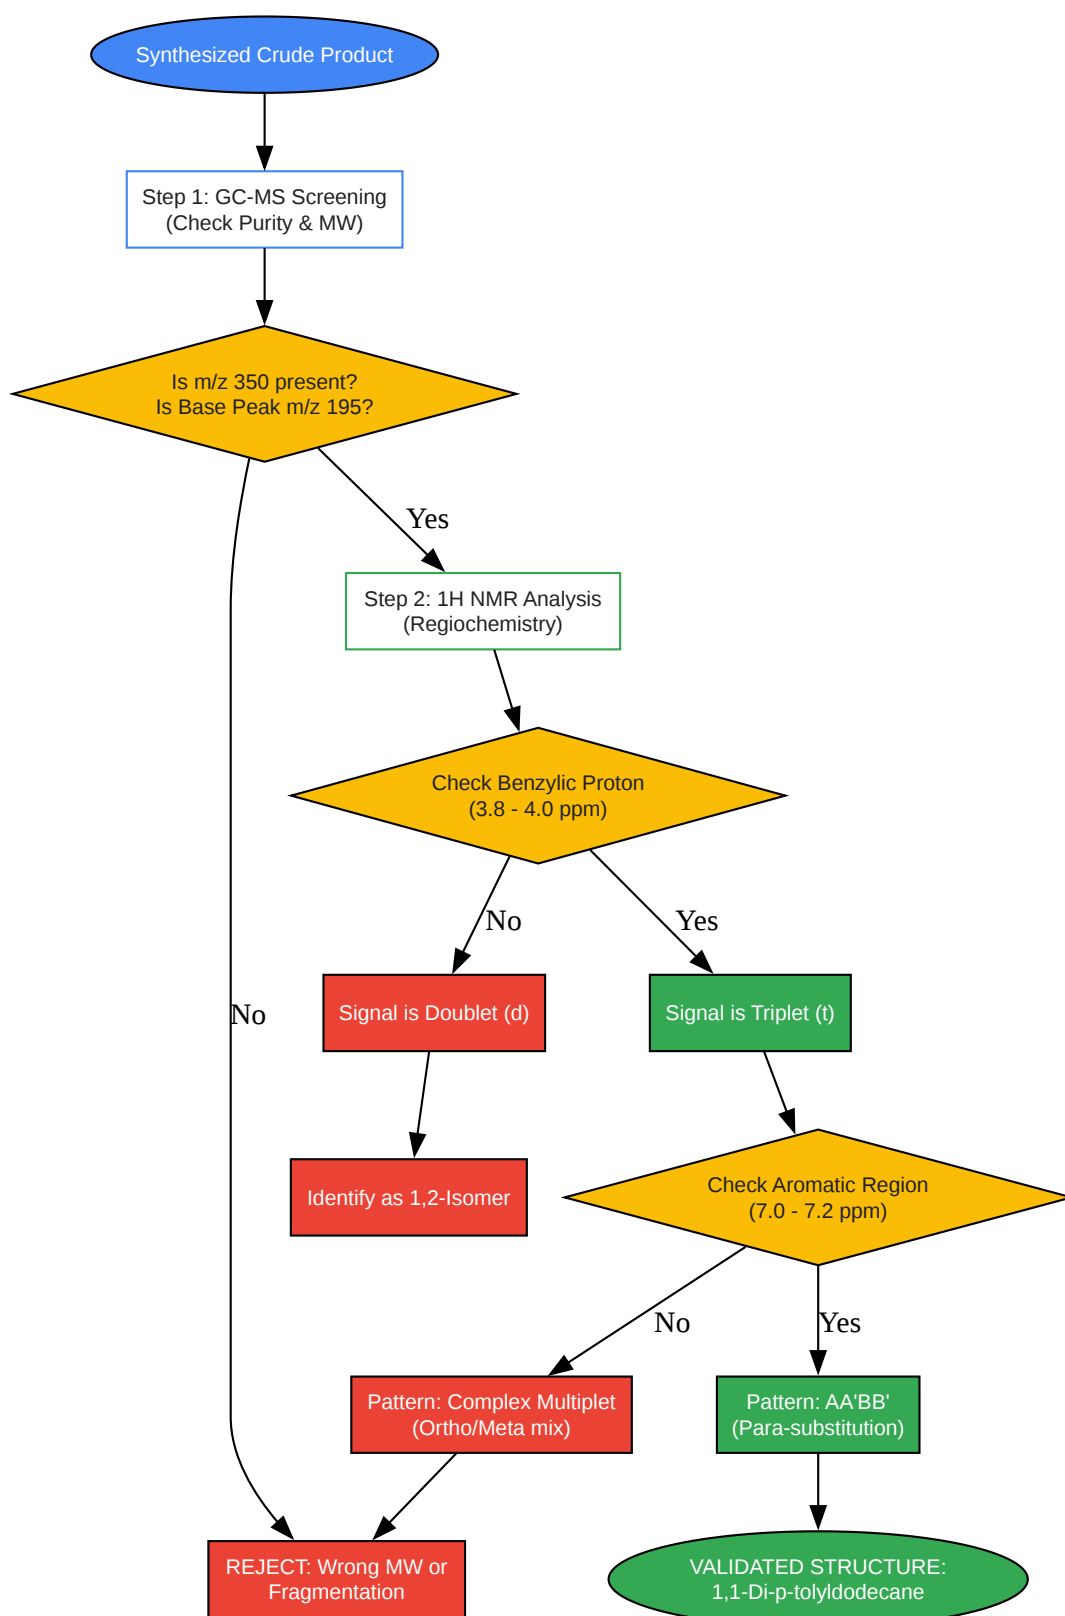 Synthesized Crude Product
Step 1: GC-MS Screening
(Check Purity & MW)
Is m/z 350 present?
Is Base Peak m/z 195?
Yes
Step 2: 1H NMR Analysis
(Regiochemistry)
Check Benzylic Proton
(3.8 - 4.0 ppm)
No
Yes
Signal is Doublet (d)
Signal is Triplet (t)
No
Identify as 1,2-Isomer
Check Aromatic Region
(7.0 - 7.2 ppm)
No
Yes
Pattern: Complex Multiplet
(Ortho/Meta mix)
Pattern: AA'BB'
(Para-substitution)
REJECT: Wrong MW or
Fragmentation
VALIDATED STRUCTURE:
1,1-Di-p-tolyldodecane